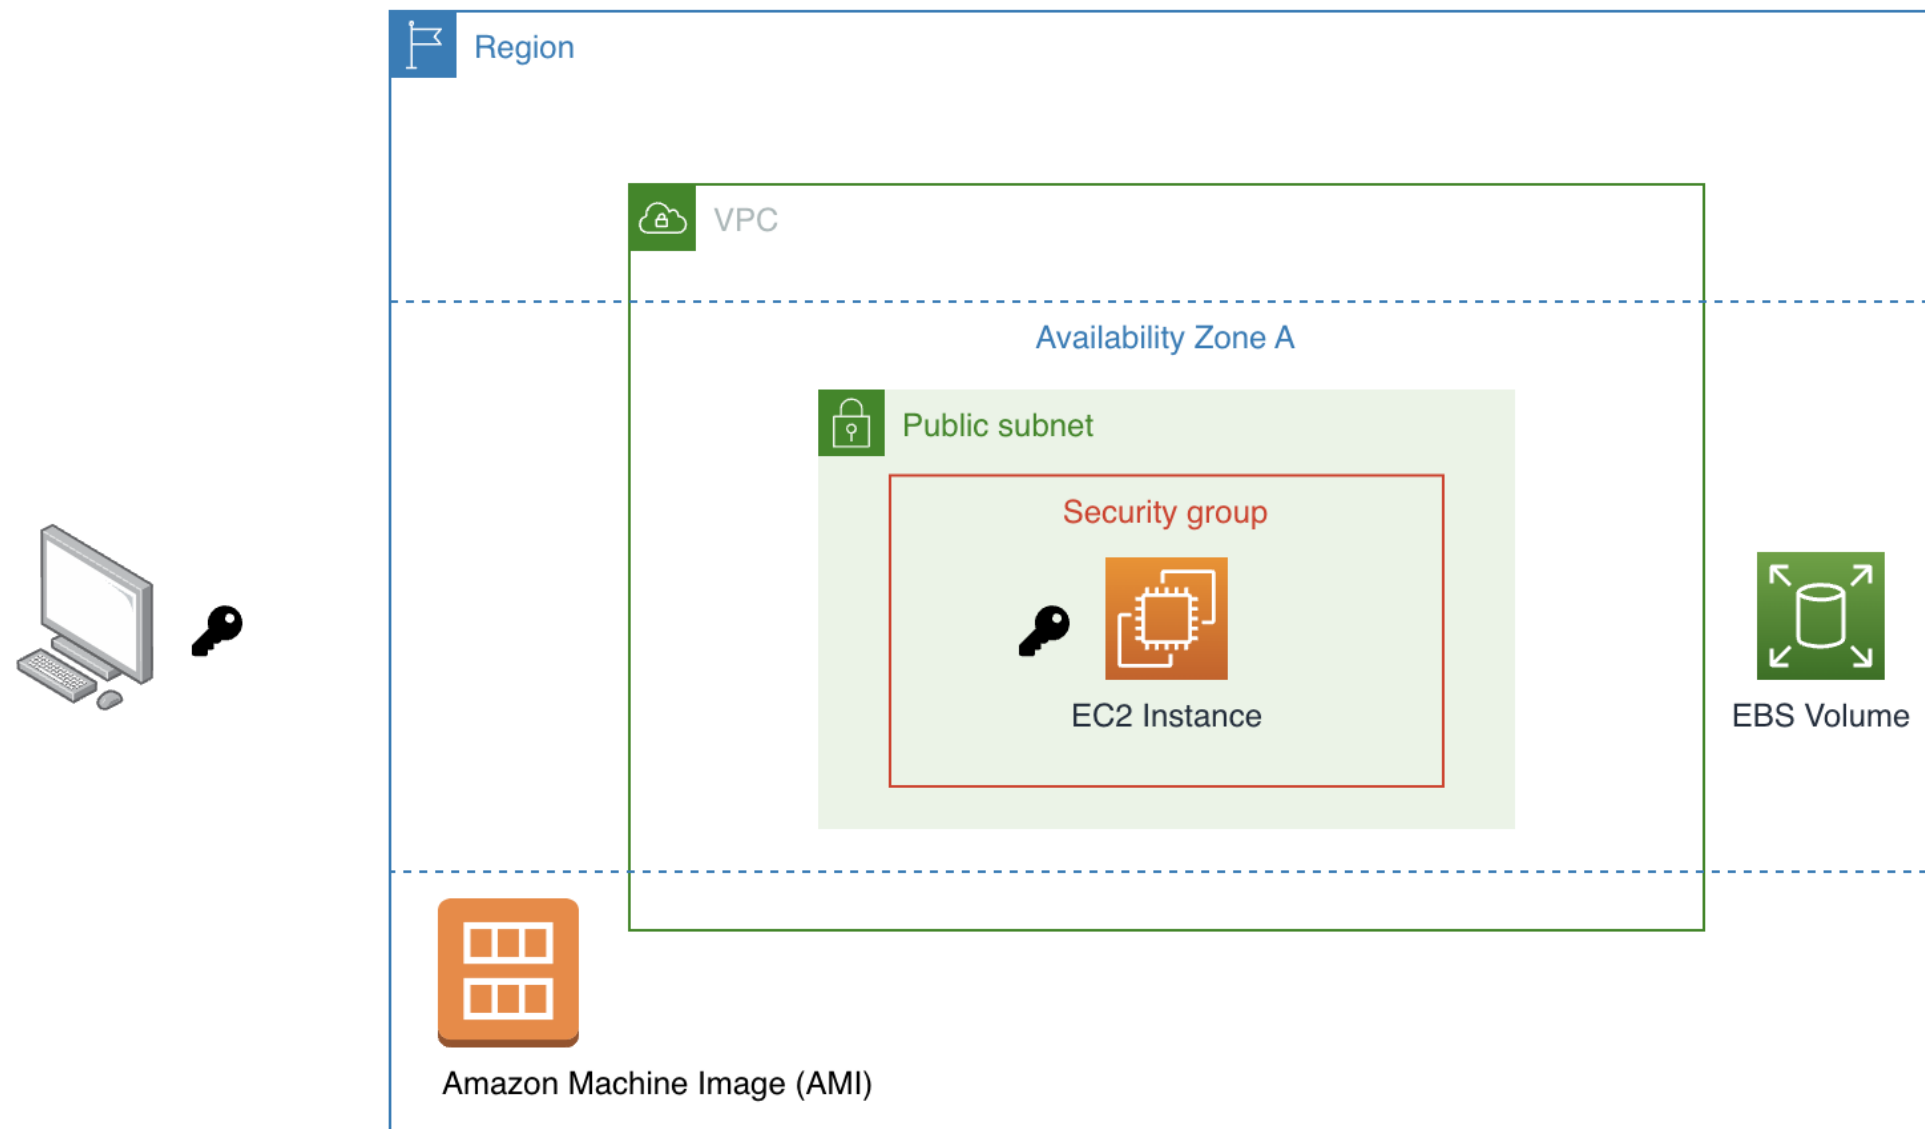 Region
VPC
Availability Zone A
Public subnet
Security group
EC2 Instance
EBS Volume
Amazon Machine Image (AMI)